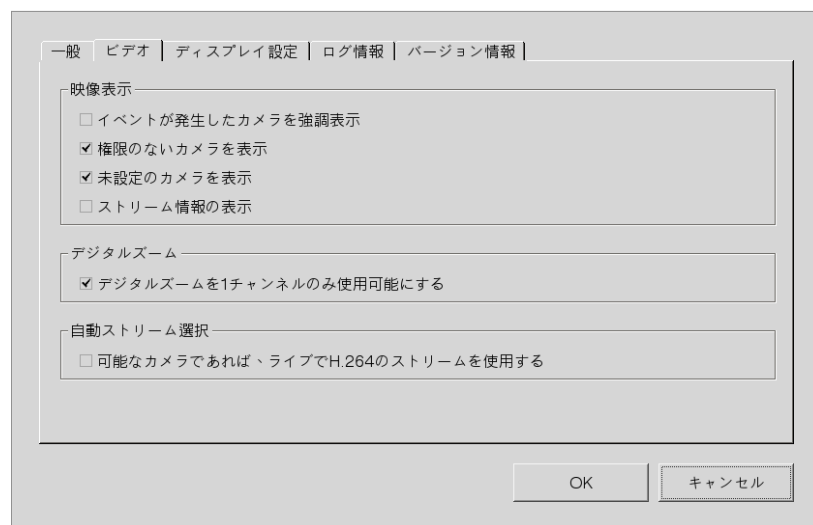 一般 ビデオ ディスプレイ設定 ログ情報 バージョン情報
映像表示
イベントが発生したカメラを強調表示
権限のないカメラを表示
未設定のカメラを表示
ストリーム情報の表示
デジタルズーム
デジタルズームを1チャンネルのみ使用可能にする
自動ストリーム選択
可能なカメラであれば、ライブでH.264のストリームを使用する
OK キャンセル